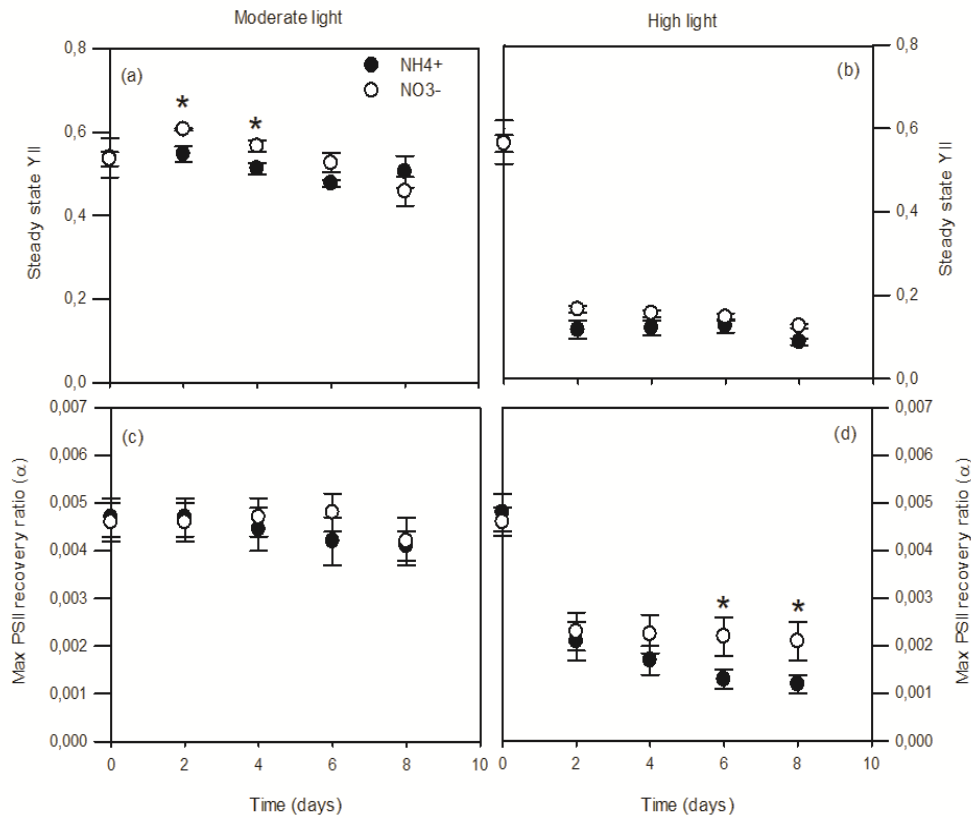 Moderate light
High light
(a)
NH4+
NO3-
(b)
*
*
0,8
0,6
0,4
0,2
0,0
Steady state Y II
0,8
0,6
0,4
0,2
0,0
Steady state Y II
(c)
(d)
*
*
0,007
0,006
0,005
0,004
0,003
0,002
0,001
0,000
Max PSII recovery ratio (α)
0,007
0,006
0,005
0,004
0,003
0,002
0,001
0,000
Max PSII recovery ratio (α)
0 2 4 6 8 10
2 4 6 8 10
Time (days)
Time (days)